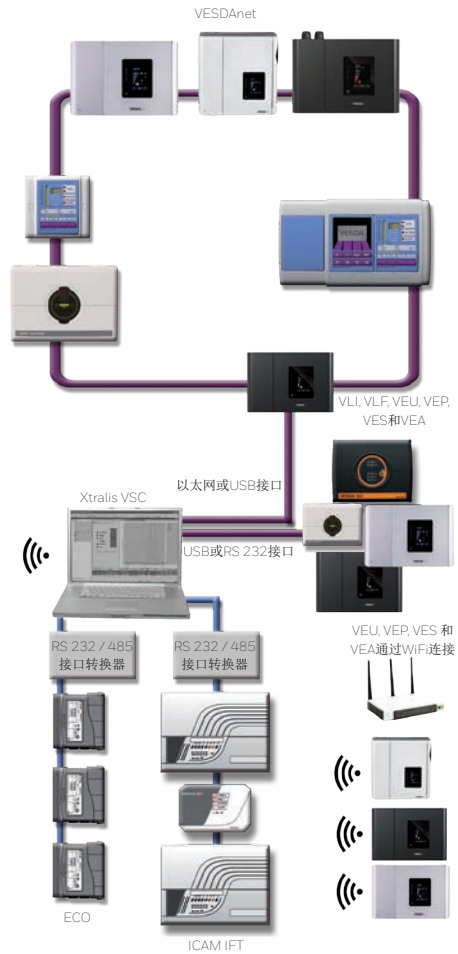 VESDAnet
VESDA
VLI, VLF, VEU, VEP,
VES和VEA
以太网或USB接口
Xtralis VSC
USB或RS 232接口
RS 232 / 485
接口转换器
RS 232 / 485
接口转换器
VEU, VEP, VES 和
VEA通过WiFi连接
ECO
ICAM IFT